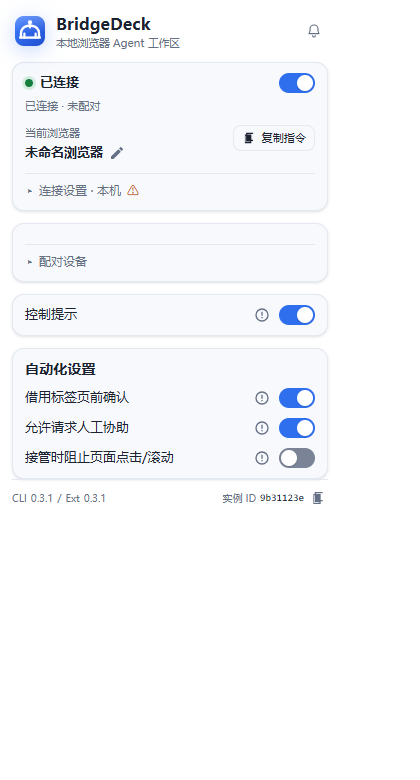 BridgeDeck
本地浏览器 Agent 工作区
已连接
已连接 · 未配对
当前浏览器
未命名浏览器
复制指令
连接设置 · 本机
配对设备
控制提示
自动化设置
借用标签页前确认
允许请求人工协助
接管时阻止页面点击/滚动
CLI 0.3.1 / Ext 0.3.1
实例 ID 9b31123e